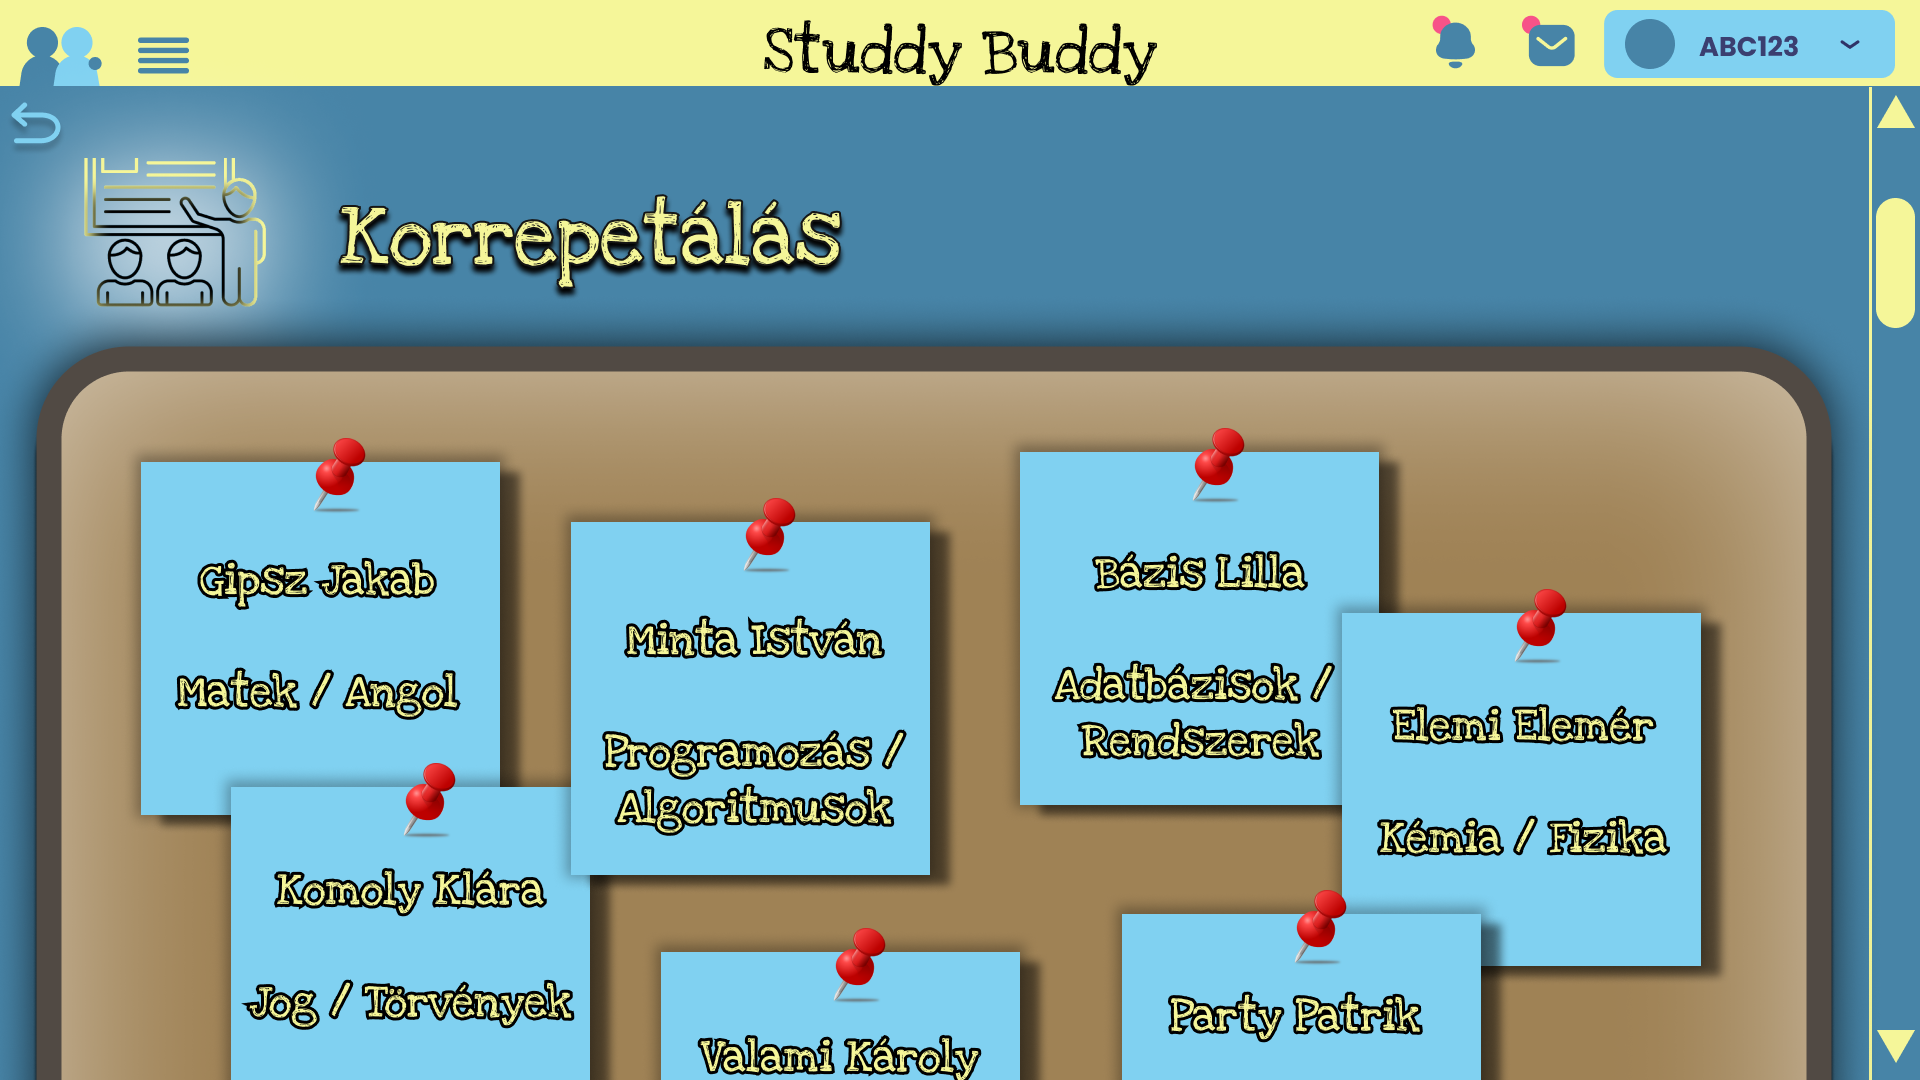 Studdy Buddy
ABC123
Korrepetálás
Gipsz Jakab
Matek / Angol
Minta István
Programozás /
Algoritmusok
Bázis Lilla
Adatbázisok /
Rendszerek
Elemi Elemér
Kémia / Fizika
Komoly Klára
Jog / Törvények
Valami Károly
Party Patrik